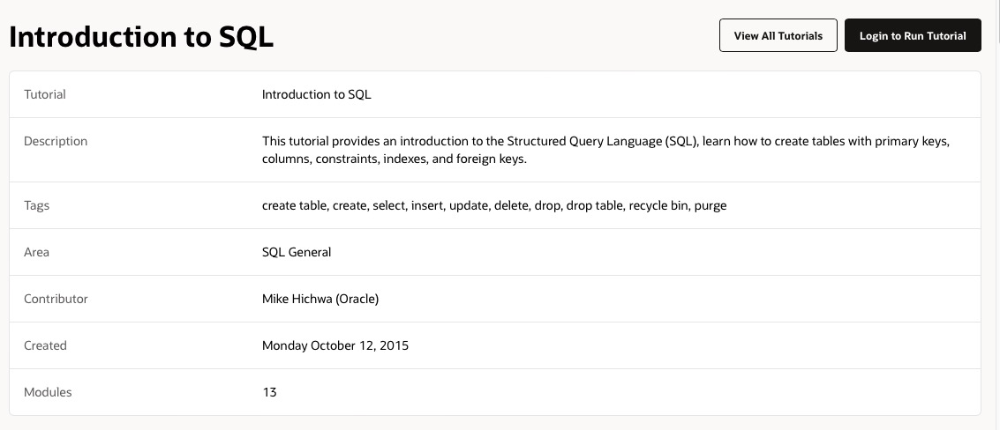 Introduction to SQL
View All Tutorials
Login to Run Tutorial
Tutorial
Introduction to SQL
Description
This tutorial provides an introduction to the Structured Query Language (SQL), learn how to create tables with primary keys,
columns, constraints, indexes, and foreign keys.
Tags
create table, create, select, insert, update, delete, drop, drop table, recycle bin, purge
Area
SQL General
Contributor
Mike Hichwa (Oracle)
Created
Monday October 12, 2015
Modules
13